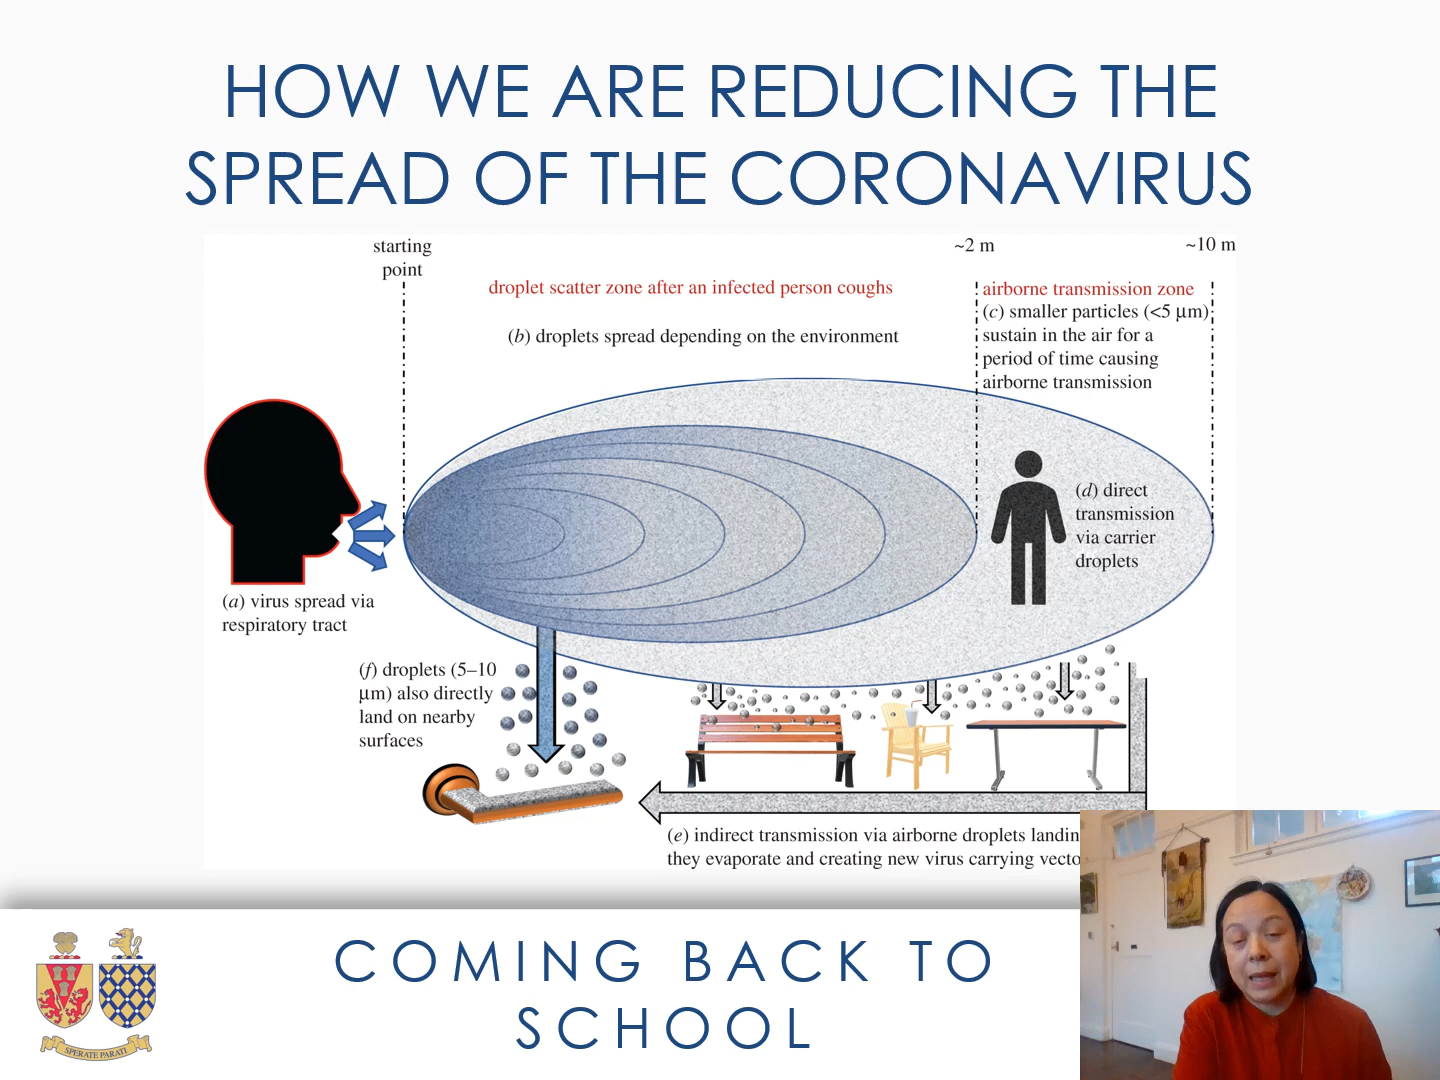 HOW WE ARE REDUCING THE
SPREAD OF THE CORONAVIRUS
starting
point
~2 m
~10 m
droplet scatter zone after an infected person coughs
(b) droplets spread depending on the environment
airborne transmission zone
(c) smaller particles (<5 µm)
sustain in the air for a
period of time causing
airborne transmission
(d) direct
transmission
via carrier
droplets
(a) virus spread via
respiratory tract
(f) droplets (5–10
µm) also directly
land on nearby
surfaces
(e) indirect transmission via airborne droplets
they evaporate and creating new virus carrying
COMING BACK TO
SCHOOL
SPERATE PARATI